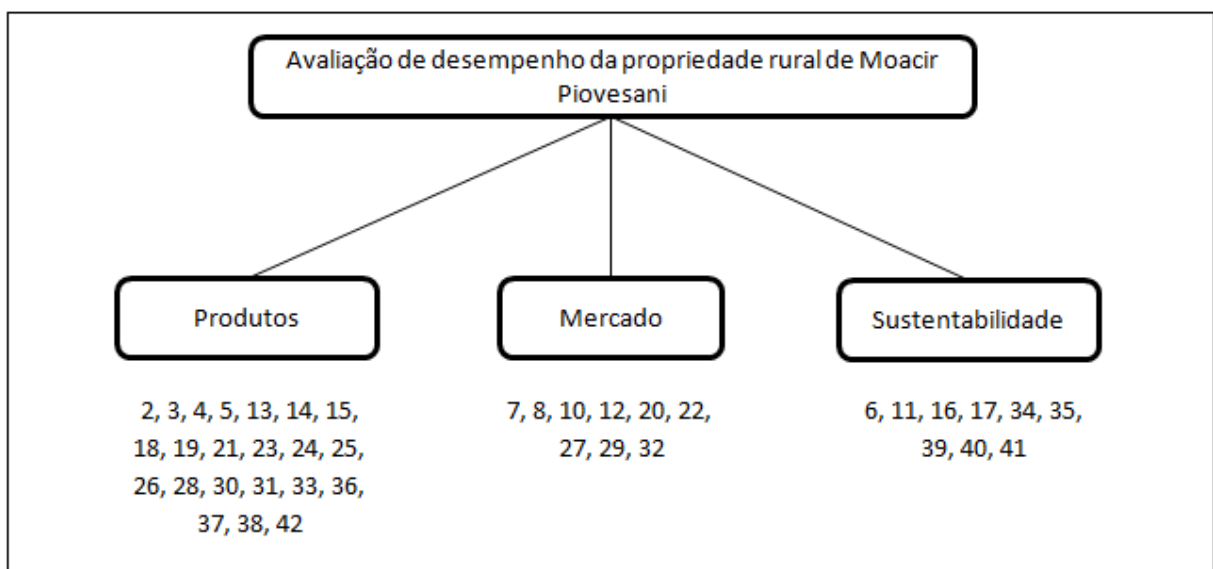 Avaliação de desempenho da propriedade rural de Moacir
Piovesani
Produtos
Mercado
Sustentabilidade
2, 3, 4, 5, 13, 14, 15,
18, 19, 21, 23, 24, 25,
26, 28, 30, 31, 33, 36,
37, 38, 42
7, 8, 10, 12, 20, 22,
27, 29, 32
6, 11, 16, 17, 34, 35,
39, 40, 41